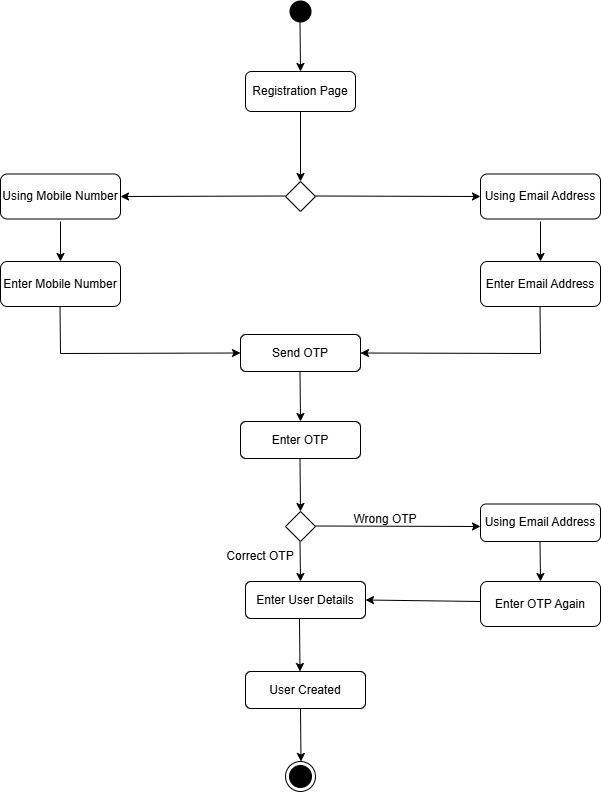 Registration Page
Using Mobile Number
Using Email Address
Enter Mobile Number
Enter Email Address
Send OTP
Enter OTP
Wrong OTP
Using Email Address
Correct OTP
Enter User Details
Enter OTP Again
User Created